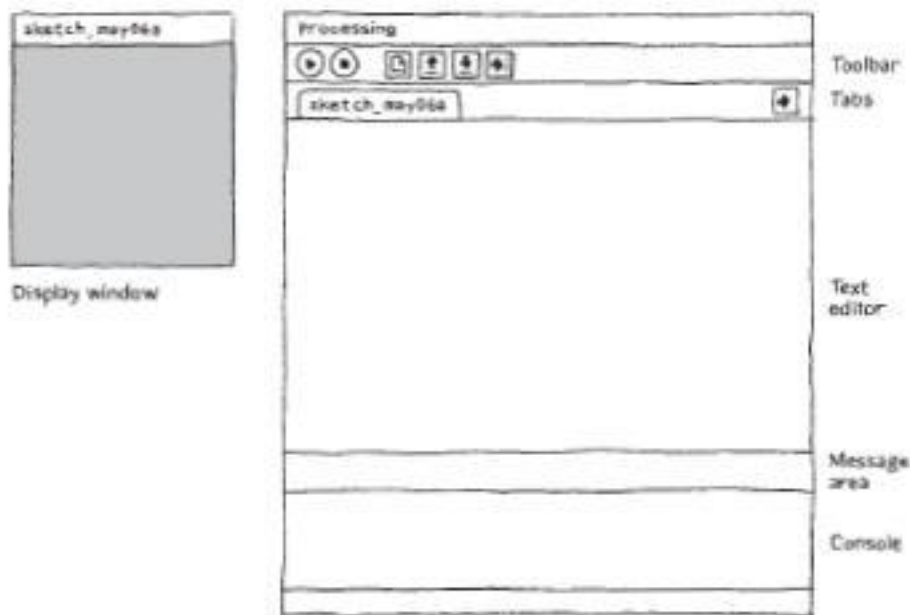 sketch_may06a
Display window
Processing
sketch_may06a
Toolbar
Tabs
Text
editor
Message
area
Console